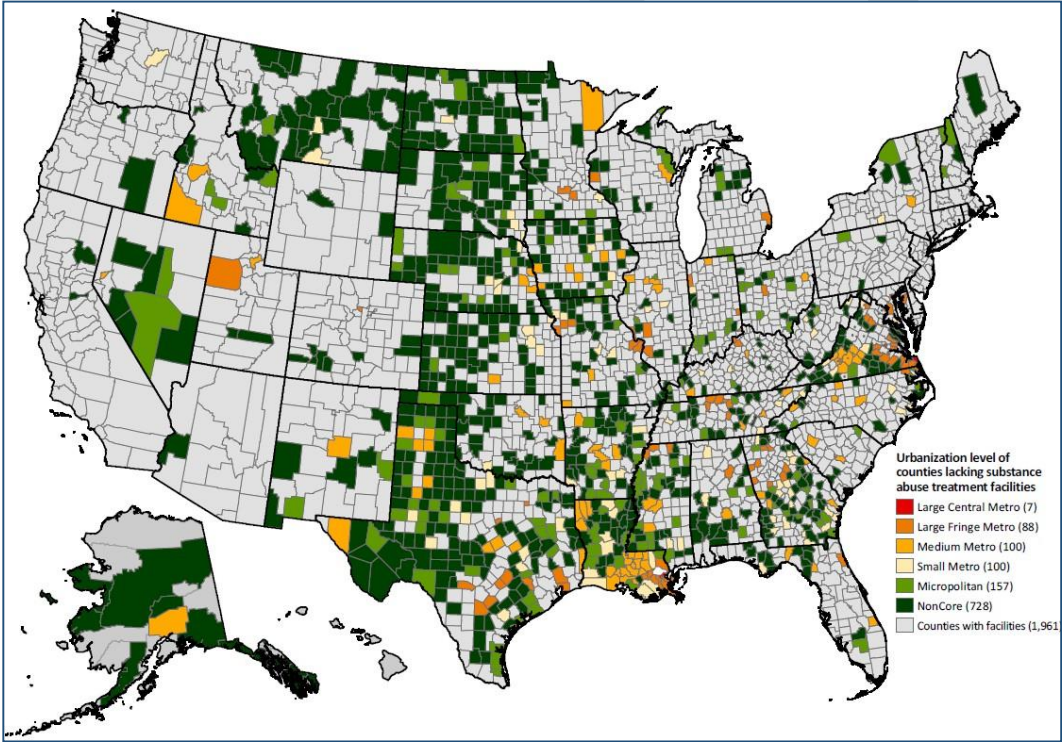 Urbanization level of
counties lacking substance
abuse treatment facilities
Large Central Metro (7)
Large Fringe Metro (88)
Medium Metro (100)
Small Metro (100)
Micropolitan (157)
NonCore (728)
Counties with facilities (1,961)